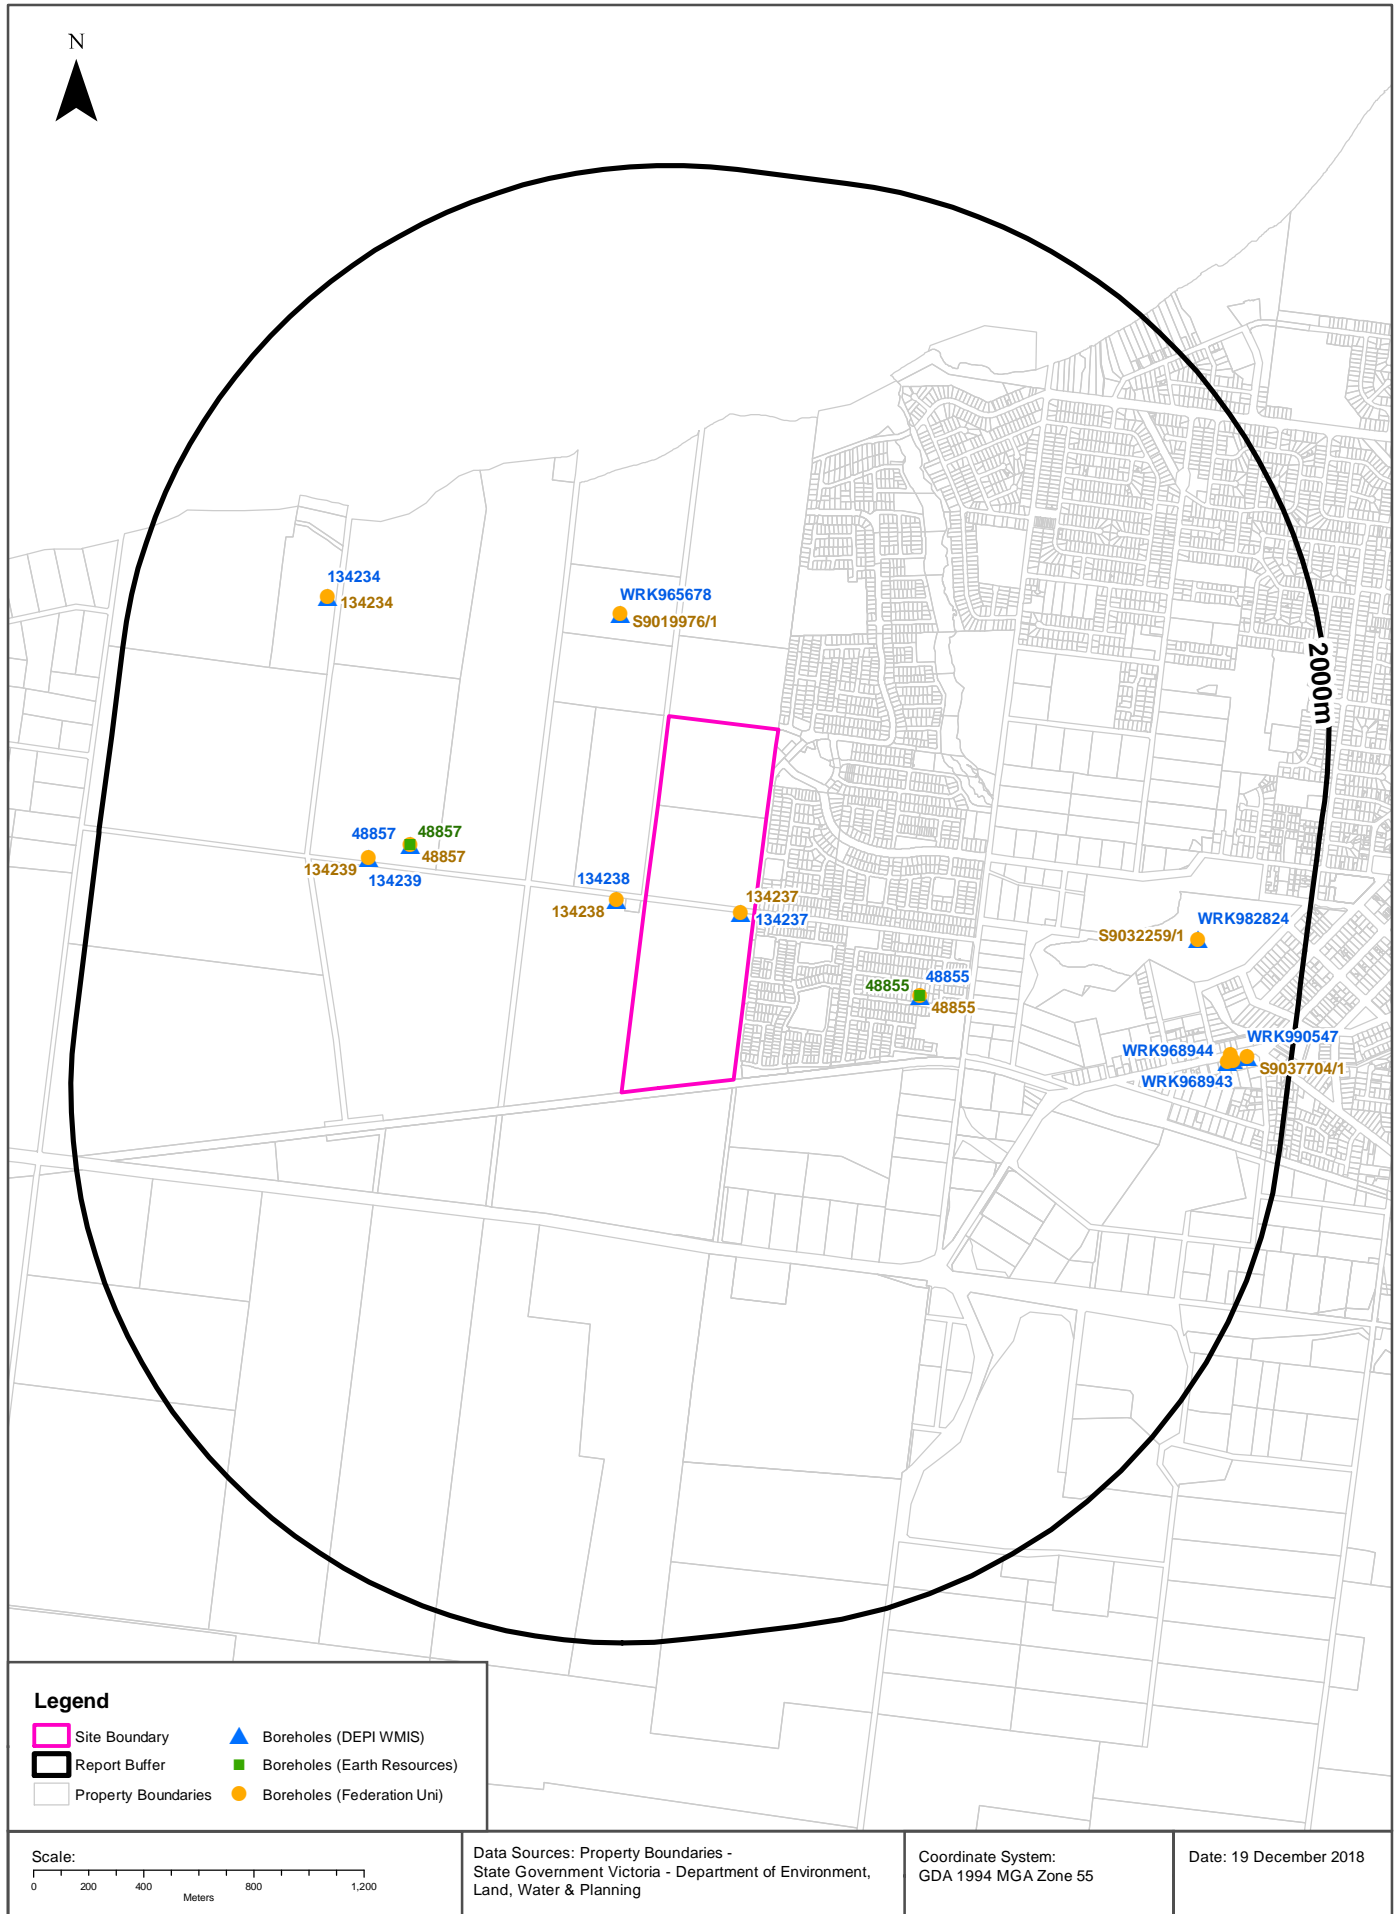 N
2000m
134234
134234
WRK965678
S9019976/1
48857
48857
48857
134239
134239
134238
134238
134237
134237
WRK982824
S9032259/1
48855
48855
48855
WRK990547
WRK968944
S9037704/1
WRK968943
Legend
Site Boundary
Report Buffer
Property Boundaries
Boreholes (DEPI WMIS)
Boreholes (Earth Resources)
Boreholes (Federation Uni)
Scale:
0 200 400 800 1,200
Meters
Data Sources: Property Boundaries -
State Government Victoria - Department of Environment,
Land, Water & Planning
Coordinate System:
GDA 1994 MGA Zone 55
Date: 19 December 2018